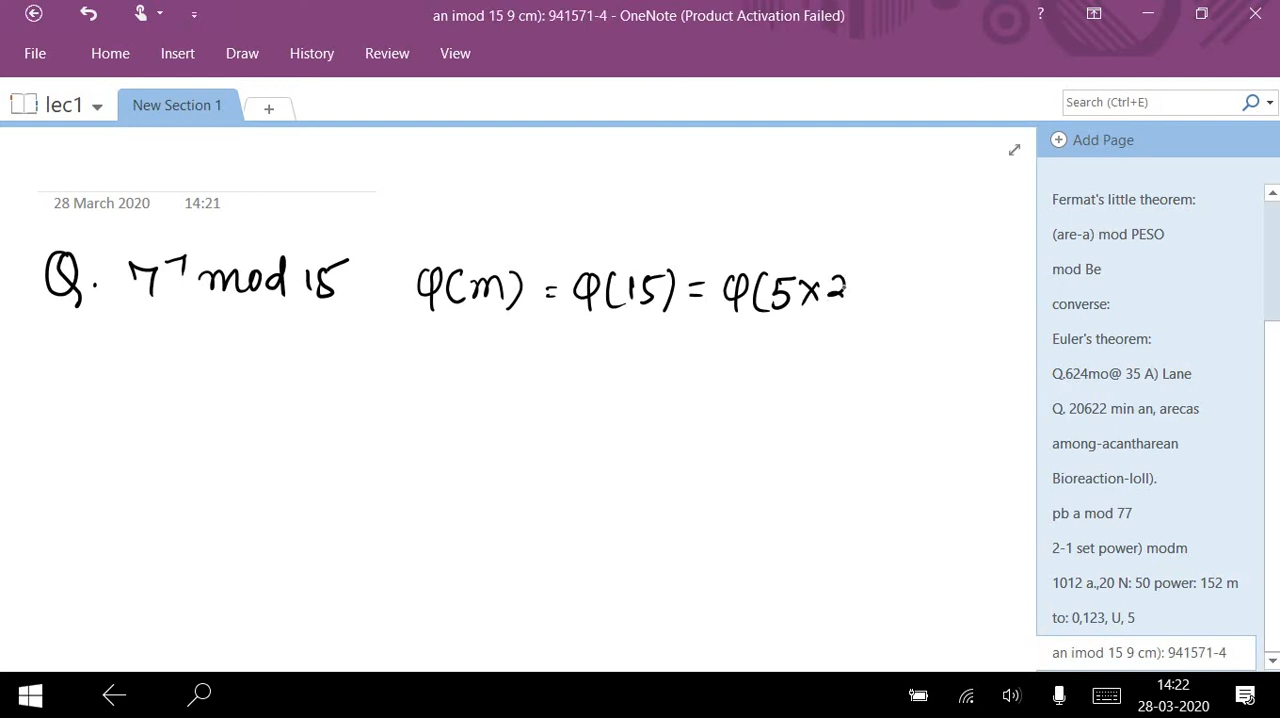 an imod 15 9 cm): 941571-4 - OneNote (Product Activation Failed)
?
File Home Insert Draw History Review View
lec1 New Section 1 +
Search (Ctrl+E)
Add Page
28 March 2020 14:21
Q. 7⁻¹ mod 15 φ(m) = φ(15) = φ(5×2
Fermat's little theorem:
(are-a) mod PESO
mod Be
converse:
Euler's theorem:
Q,624mo@ 35 A) Lane
Q. 20622 min an, arecas
among-acantharean
Bioreaction-loll).
pb a mod 77
2-1 set power) modm
1012 a.,20 N: 50 power: 152 m
to: 0,123, U, 5
an imod 15 9 cm): 941571-4
14:22
28-03-2020